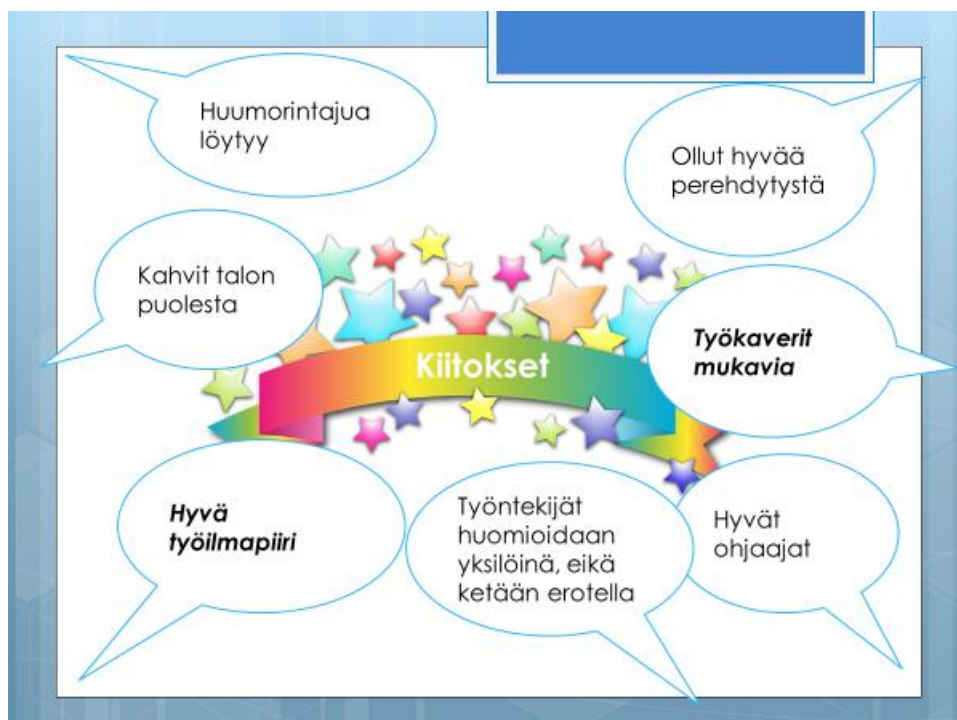 Huumorintajua
löytyy
Ollut hyvää
perehdytystä
Kahvit talon
puolesta
Työkaverit
mukavia
Kiitokset
Hyvä
työilmapiiri
Työntekijät
huomioidaan
yksilöinä, eikä
ketään erotella
Hyvät
ohjaajat